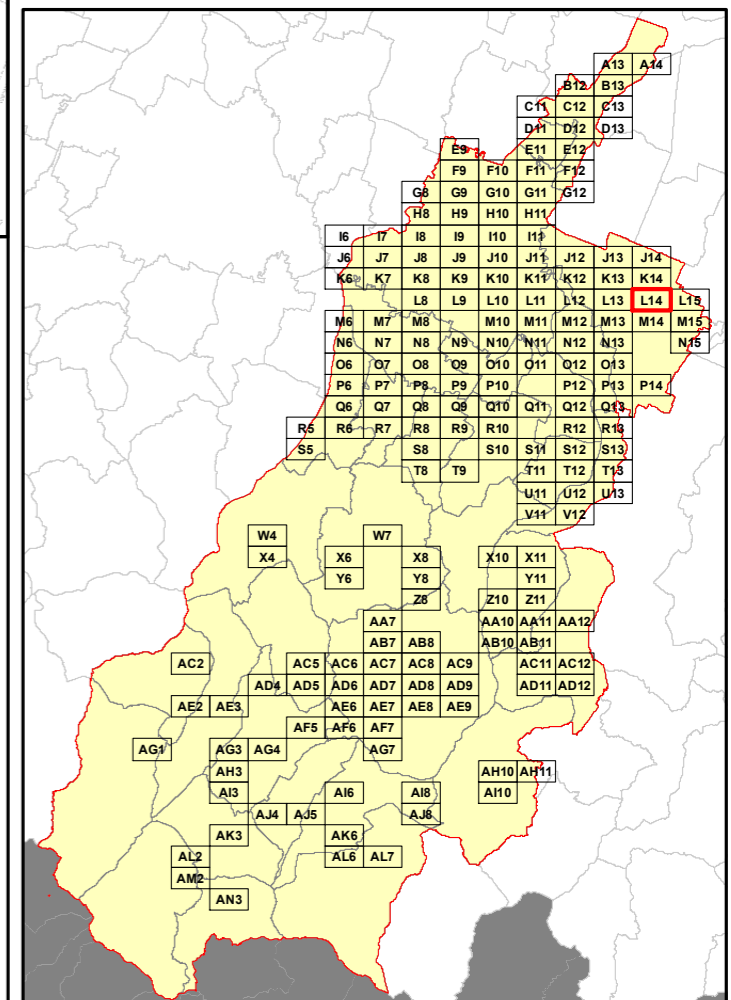 A13 A14
B12 B13
C11 C12 C13
D11 D12 D13
E9 E11 E12
F9 F10 F11 F12
G8 G9 G10 G11 G12
H8 H9 H10 H11
I6 I7 I8 I9 I10 I11
J6 J7 J8 J9 J10 J11 J12 J13 J14
K6 K7 K8 K9 K10 K11 K12 K13 K14
L8 L9 L10 L11 L12 L13 L14 L15
M6 M7 M8 M10 M11 M12 M13 M14 M15
N6 N7 N8 N9 N10 N11 N12 N13 N15
O6 O7 O8 O9 O10 O11 O12 O13
P6 P7 P8 P9 P10 P12 P13 P14
Q6 Q7 Q8 Q9 Q10 Q11 Q12 Q13
R5 R6 R7 R8 R9 R10 R12 R13
S5 S8 S10 S11 S12 S13
T8 T9 T11 T12 T13
U11 U12 U13
V11 V12
W4 W7
X4 X6 X8 X10 X11
Y6 Y8 Y11
Z8 Z10 Z11
AA7 AA10 AA11 AA12
AB7 AB8 AB10 AB11
AC2 AC5 AC6 AC7 AC8 AC9 AC11 AC12
AD4 AD5 AD6 AD7 AD8 AD9 AD11 AD12
AE2 AE3 AE6 AE7 AE8 AE9
AF5 AF6 AF7
AG1 AG3 AG4 AG7
AH3 AH10 AH11
AI3 AI6 AI8 AI10
AJ4 AJ5 AJ8
AK3 AK6
AL2 AL6 AL7
AM2
AN3